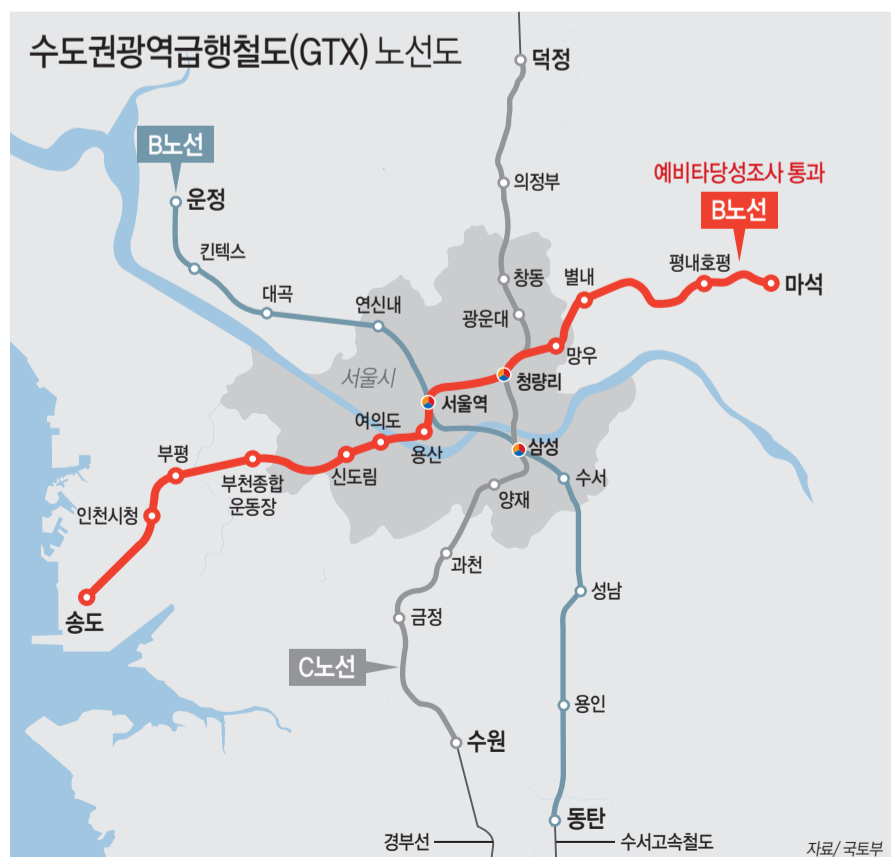 수도권광역급행철도(GTX) 노선도
덕정
B노선
운정
의정부
예비타당성조사 통과
B노선
킨텍스
창동
별내
평내호평
마석
대곡
연신내
광운대
망우
서울시
청량리
서울역
여의도
용산
삼성
부평
부천종합
운동장
신도림
수서
양재
인천시청
과천
송도
금정
성남
C노선
용인
수원
동탄
경부선
수서고속철도
자료/ 국토부